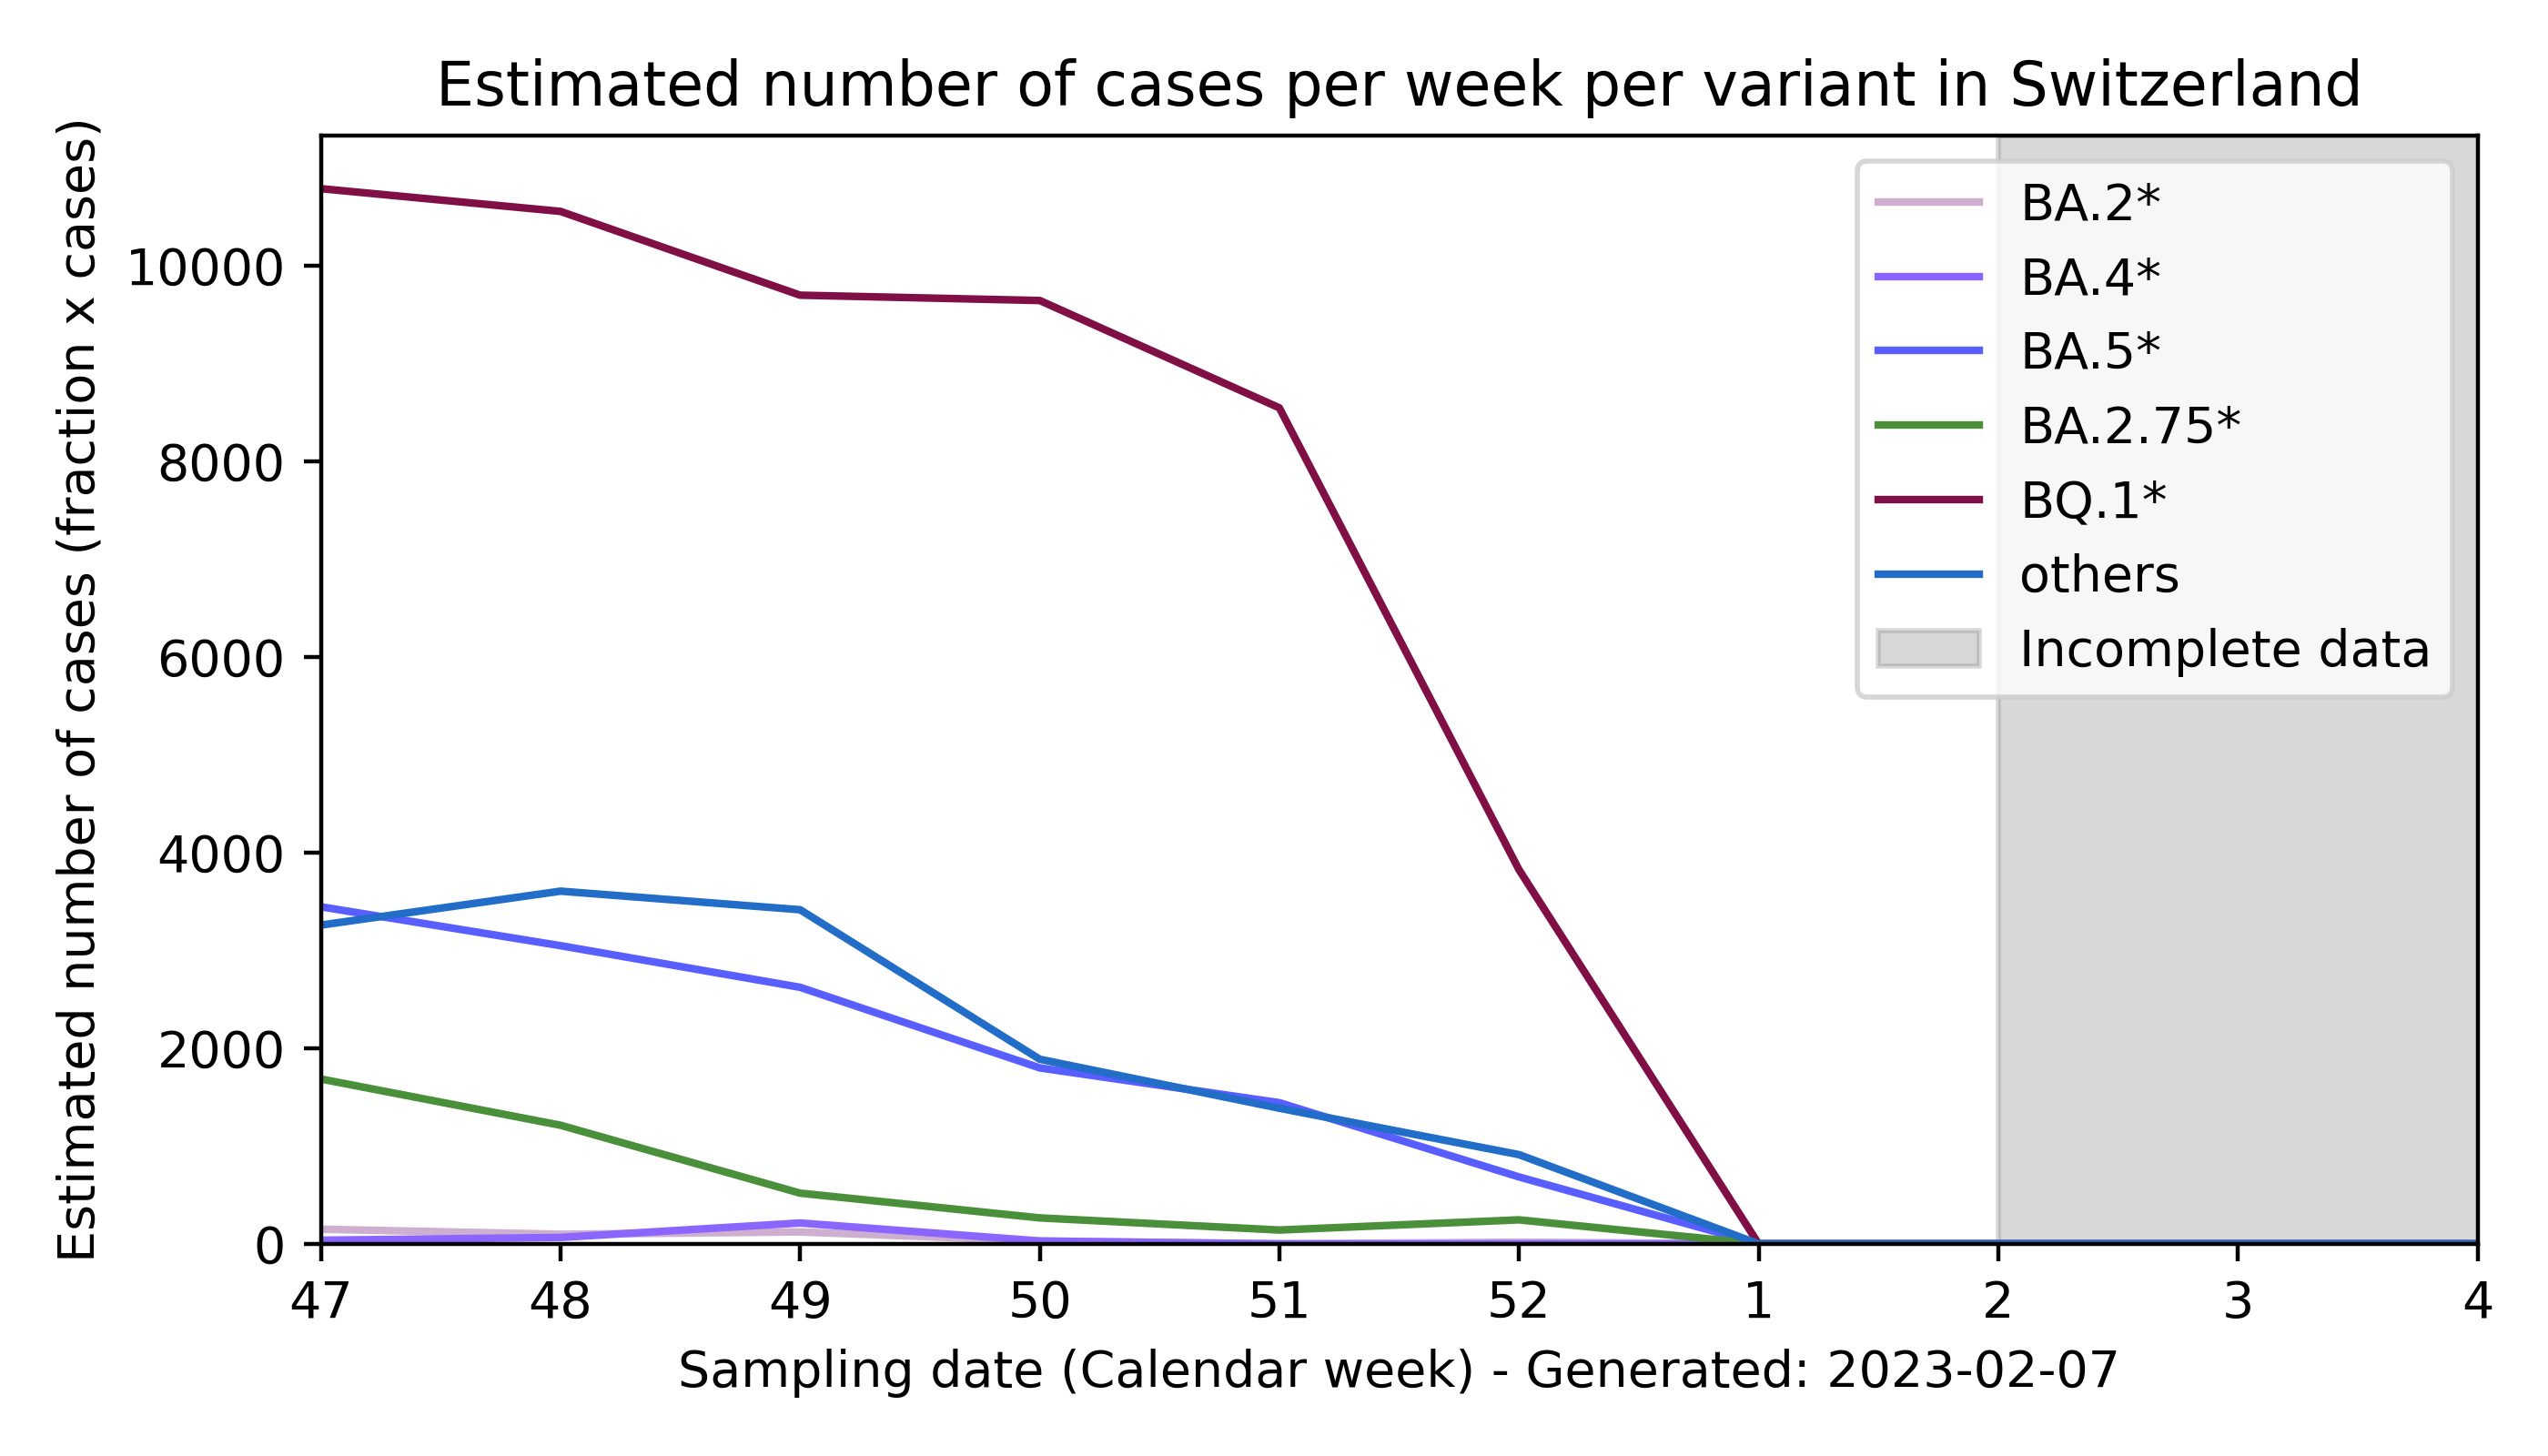 Estimated number of cases per week per variant in Switzerland
Estimated number of cases (fraction x cases)
10000
8000
6000
4000
2000
0
BA.2*
BA.4*
BA.5*
BA.2.75*
BQ.1*
others
Incomplete data
47 48 49 50 51 52 1 2 3 4
Sampling date (Calendar week) - Generated: 2023-02-07